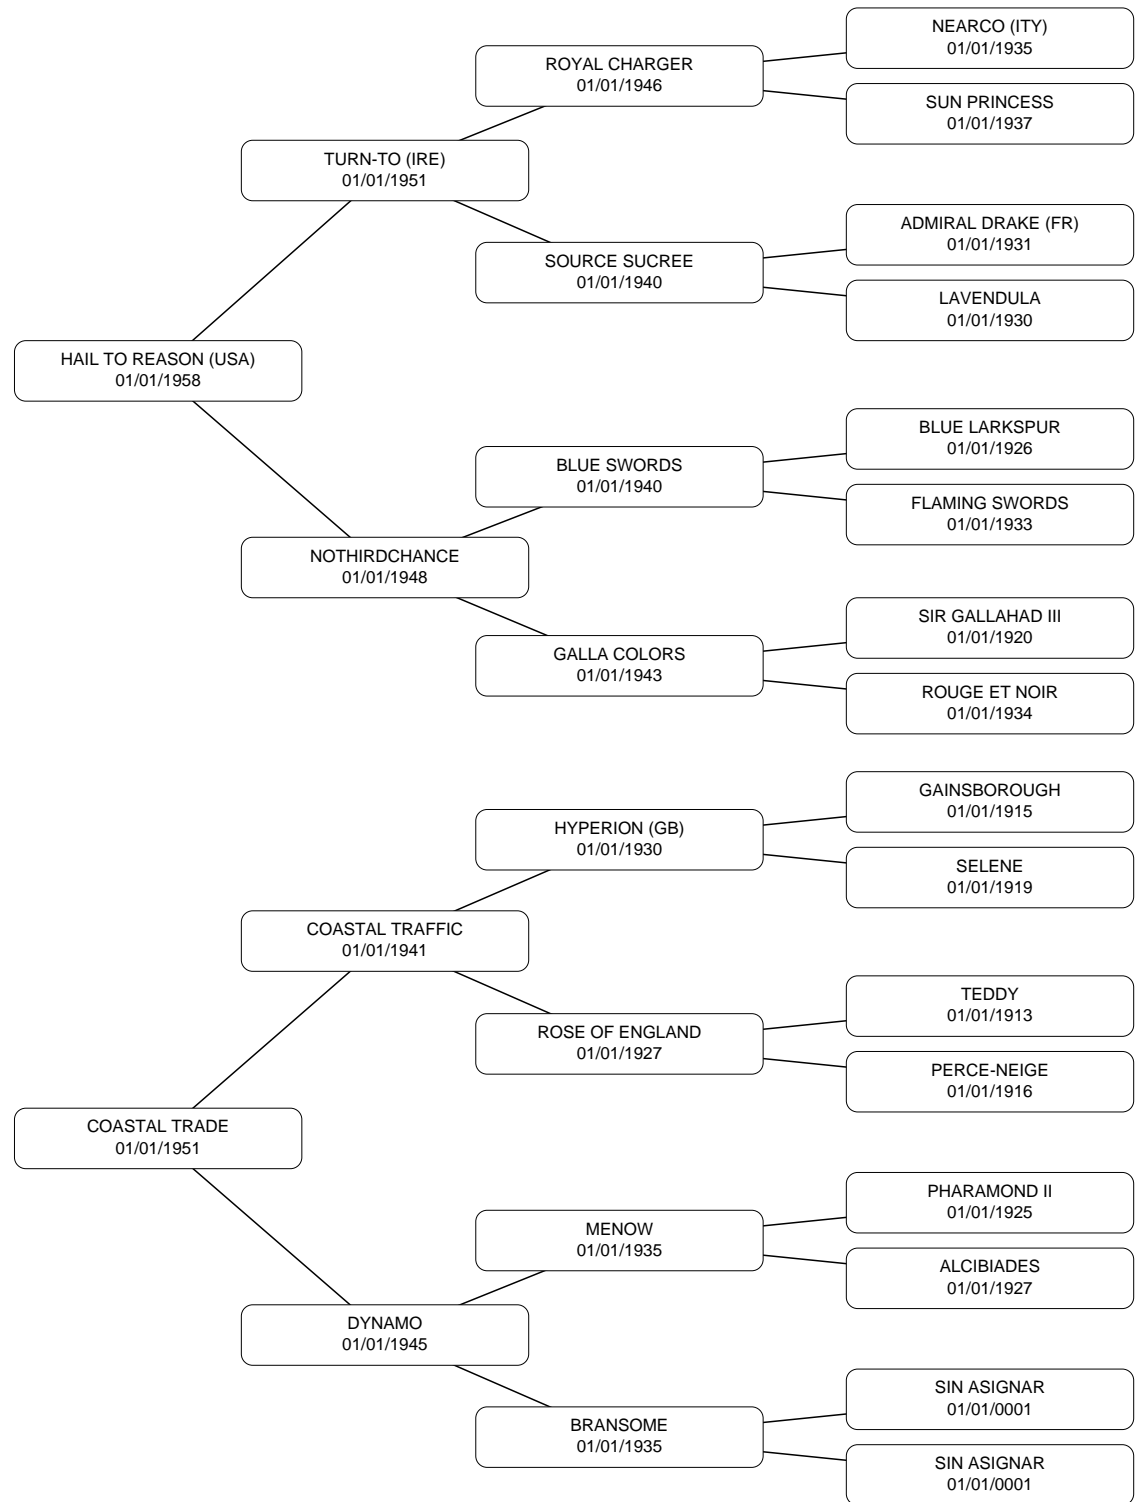 NEARCO (ITY)
01/01/1935
ROYAL CHARGER
01/01/1946
SUN PRINCESS
01/01/1937
TURN-TO (IRE)
01/01/1951
ADMIRAL DRAKE (FR)
01/01/1931
SOURCE SUCREE
01/01/1940
LAVENDULA
01/01/1930
HAIL TO REASON (USA)
01/01/1958
BLUE LARKSPUR
01/01/1926
BLUE SWORDS
01/01/1940
FLAMING SWORDS
01/01/1933
NOTHIRDCHANCE
01/01/1948
SIR GALLAHAD III
01/01/1920
GALLA COLORS
01/01/1943
ROUGE ET NOIR
01/01/1934
GAINSBOROUGH
01/01/1915
HYPERION (GB)
01/01/1930
SELENE
01/01/1919
COASTAL TRAFFIC
01/01/1941
TEDDY
01/01/1913
ROSE OF ENGLAND
01/01/1927
PERCE-NEIGE
01/01/1916
COASTAL TRADE
01/01/1951
PHARAMOND II
01/01/1925
MENOW
01/01/1935
ALCIBIADES
01/01/1927
DYNAMO
01/01/1945
SIN ASIGNAR
01/01/0001
BRANSOME
01/01/1935
SIN ASIGNAR
01/01/0001